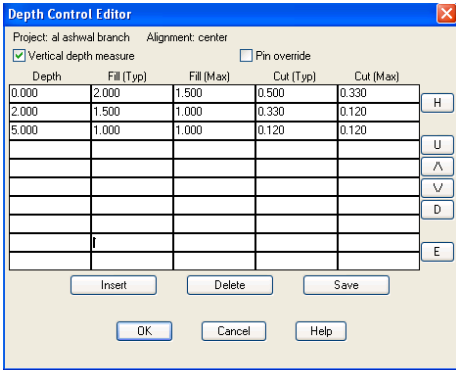 Depth Control Editor
Project: al ashwal branch Alignment: center
Vertical depth measure Pin override
Depth Fill (Typ) Fill (Max) Cut (Typ) Cut (Max)
0.000 2.000 1.500 0.500 0.330
H
2.000 1.500 1.000 0.330 0.120
5.000 1.000 1.000 0.120 0.120
U
/\
\/
D
E
Insert Delete Save
OK Cancel Help